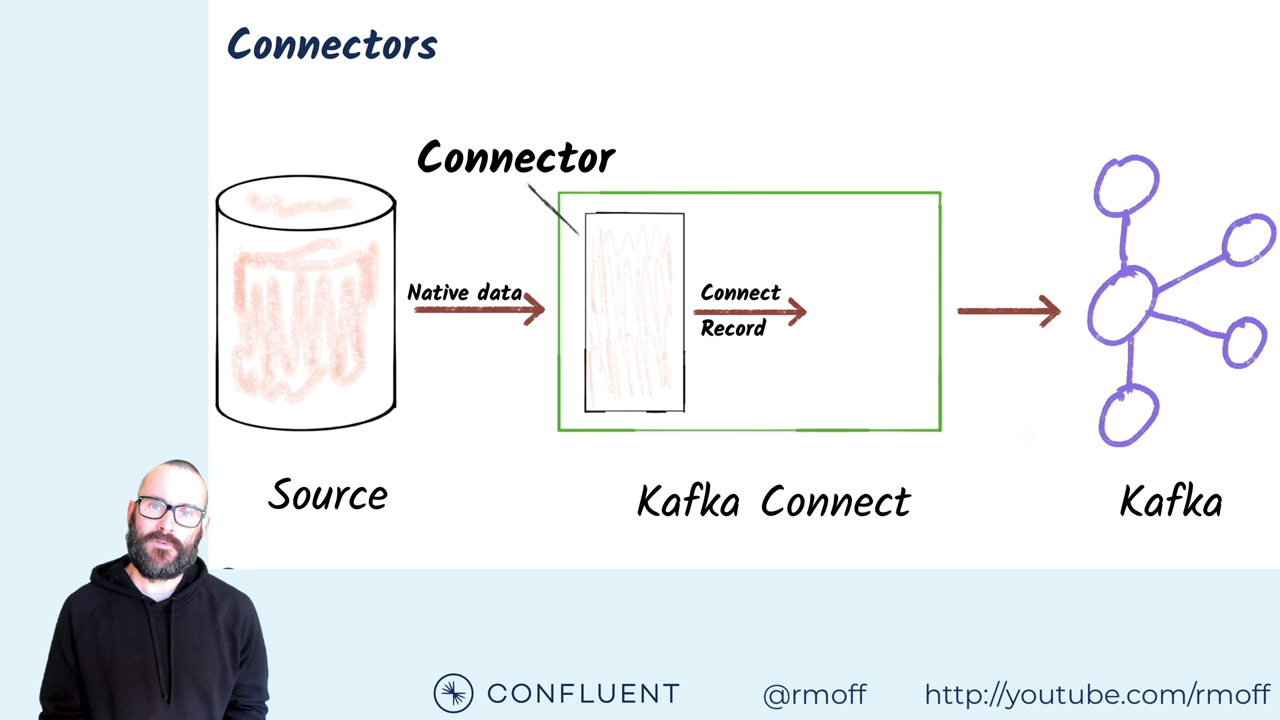 Connectors
Connector
Native data
Connect
Record
Source
Kafka Connect
Kafka
CONFLUENT
@rmoff
http://youtube.com/rmoff